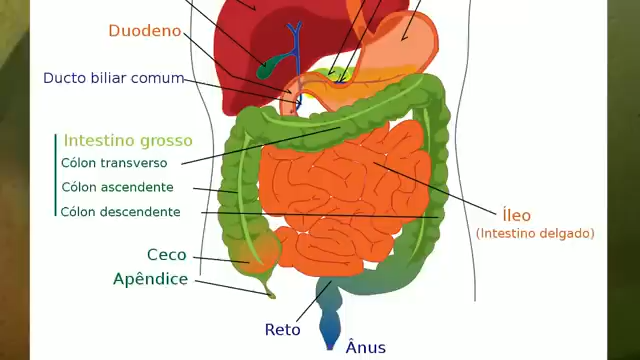 Duodeno
Ducto biliar comum
Intestino grosso
Cólon transverso
Cólon ascendente
Cólon descendente
Íleo
(Intestino delgado)
Ceco
Apêndice
Reto
Ânus